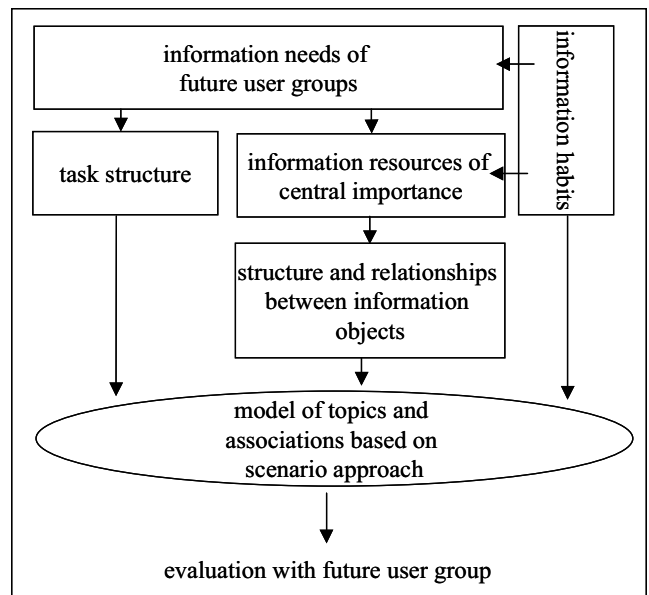 information needs of
future user groups
information habits
task structure
information resources of
central importance
structure and relationships
between information
objects
model of topics and
associations based on
scenario approach
evaluation with future user group